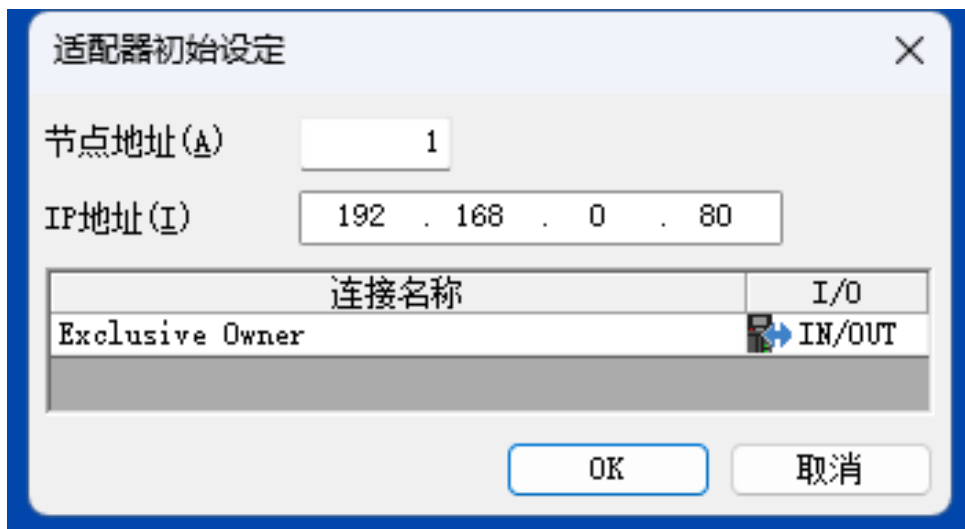 适配器初始设定
节点地址(A) 1
IP地址(I) 192 . 168 . 0 . 80
连接名称 I/O
Exclusive Owner IN/OUT
OK 取消